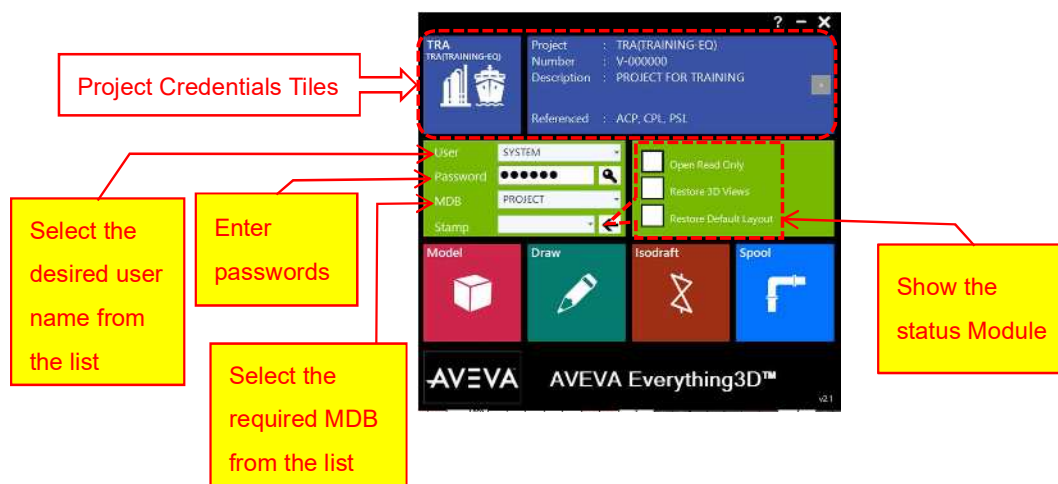 ? − ✕
TRA
TRA(TRAINING-EQ)
Project : TRA(TRAINING-EQ)
Number : V-000000
Description : PROJECT FOR TRAINING
Referenced : ACP, CPL, PSL
Project Credentials Tiles
User SYSTEM
Password ●●●●●●
MDB PROJECT
Stamp
Open Read Only
Restore 3D Views
Restore Default Layout
Select the
desired user
name from
the list
Enter
passwords
Select the
required MDB
from the list
Show the
status Module
Model
Draw
Isodraft
Spool
AVEVA
AVEVA Everything3D™
v2.1